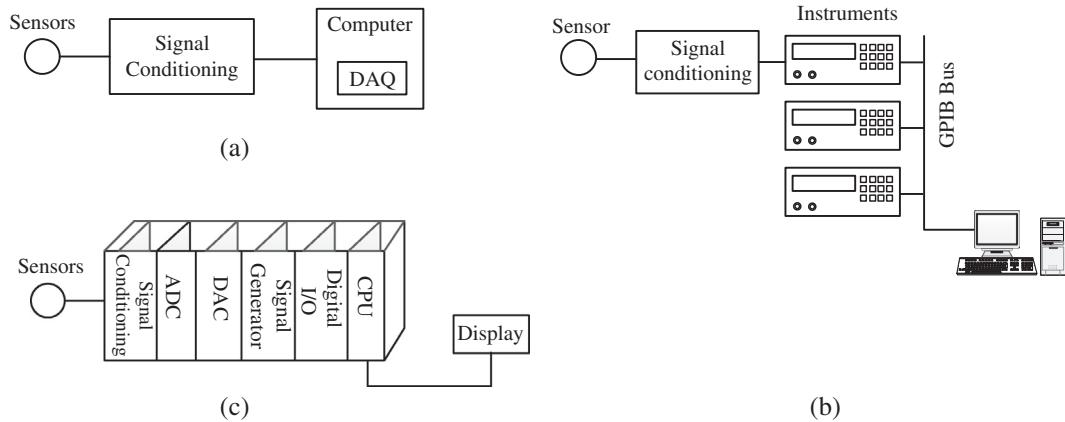 Sensors
Signal
Conditioning
Computer
DAQ
(a)
Sensor
Signal
conditioning
Instruments
GPIB Bus
(b)
Sensors
Signal
Conditioning
ADC
DAC
Signal
Generator
Digital
I/O
CPU
Display
(c)